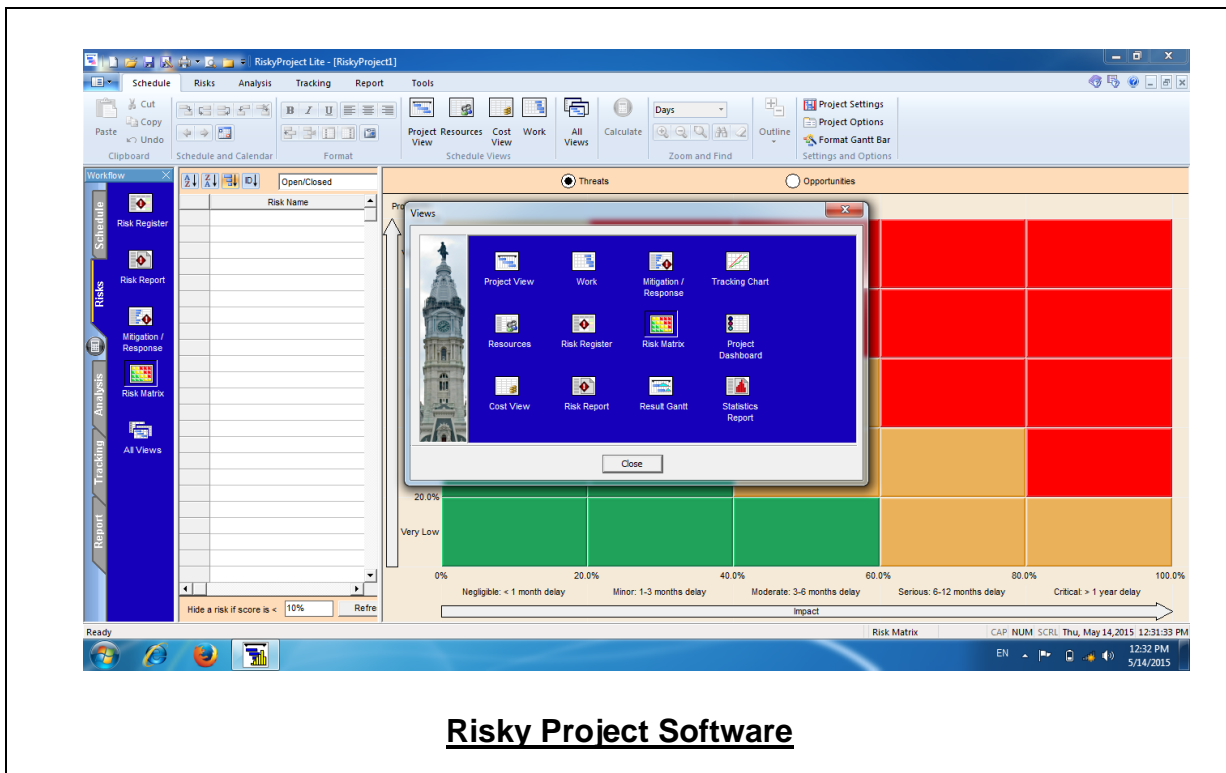 RiskyProject Lite - [RiskyProject1]
Schedule Risks Analysis Tracking Report Tools
Cut
Copy
Paste
Undo
Clipboard
Schedule and Calendar
B I U
Format
Project View
Resources
Cost View
Work
Schedule Views
All Views
Calculate
Days
Zoom and Find
Outline
Project Settings
Project Options
Format Gantt Bar
Settings and Options
Workflow
Schedule
Risks
Analysis
Tracking
Report
Risk Register
Risk Report
Mitigation /
Response
Risk Matrix
All Views
Open/Closed
Risk Name
Hide a risk if score is < 10% Refre
Threats Opportunities
Views
Project View Work Mitigation / Response Tracking Chart
Resources Risk Register Risk Matrix Project Dashboard
Cost View Risk Report Result Gantt Statistics Report
Close
20.0%
Very Low
0% 20.0% 40.0% 60.0% 80.0% 100.0%
Negligible: < 1 month delay Minor: 1-3 months delay Moderate: 3-6 months delay Serious: 6-12 months delay Critical: > 1 year delay
Impact
Ready Risk Matrix CAP NUM SCRL Thu, May 14,2015 12:31:33 PM
EN 12:32 PM
5/14/2015
Risky Project Software